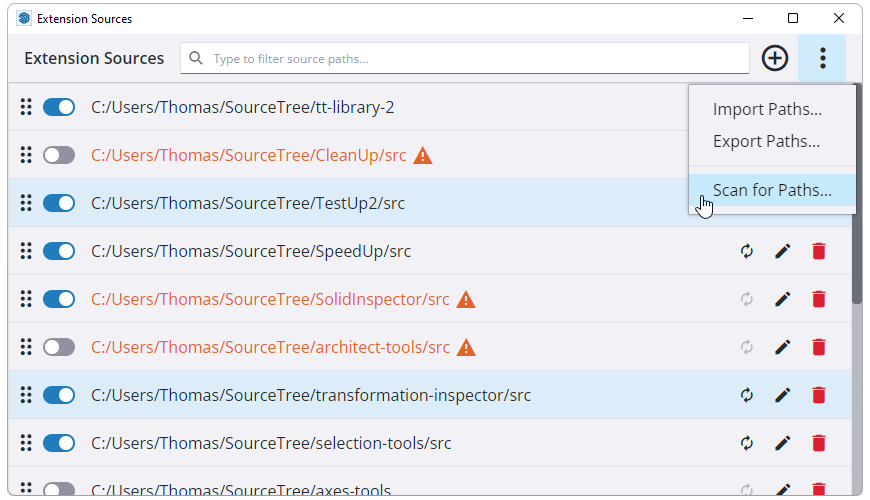 Extension Sources
Extension Sources
Type to filter source paths...
Import Paths...
Export Paths...
Scan for Paths...
C:/Users/Thomas/SourceTree/tt-library-2
C:/Users/Thomas/SourceTree/CleanUp/src
C:/Users/Thomas/SourceTree/TestUp2/src
C:/Users/Thomas/SourceTree/SpeedUp/src
C:/Users/Thomas/SourceTree/SolidInspector/src
C:/Users/Thomas/SourceTree/architect-tools/src
C:/Users/Thomas/SourceTree/transformation-inspector/src
C:/Users/Thomas/SourceTree/selection-tools/src
C:/Users/Thomas/SourceTree/axes-tools